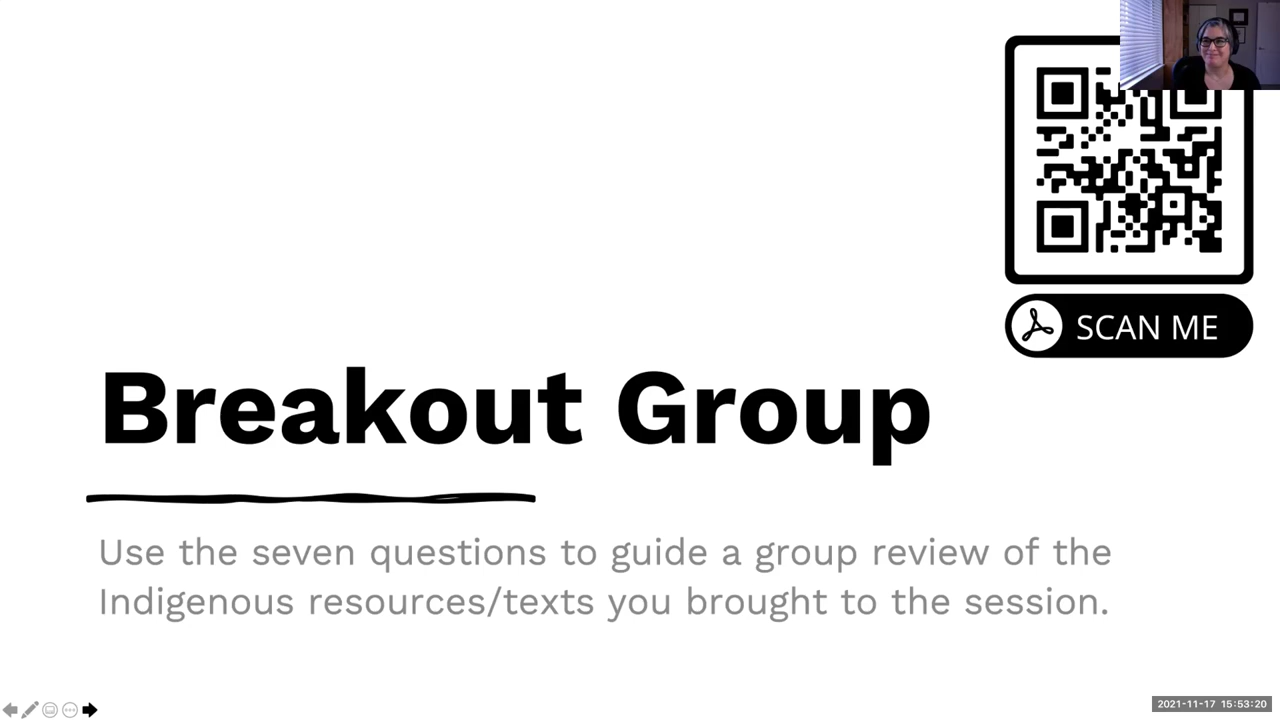 SCAN ME
Breakout Group
Use the seven questions to guide a group review of the
Indigenous resources/texts you brought to the session.
2021-11-17 15:53:20